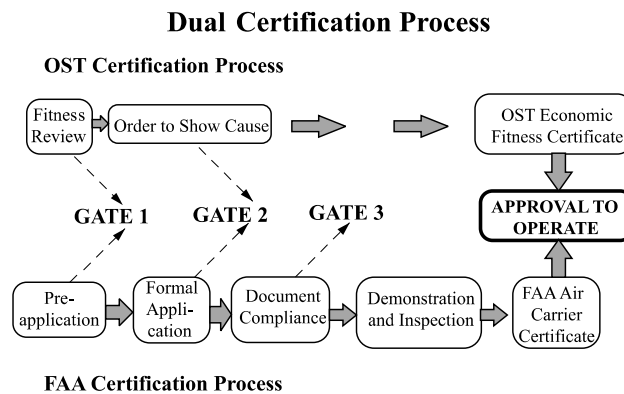 Dual Certification Process
OST Certification Process
Fitness
Review
Order to Show Cause
OST Economic
Fitness Certificate
GATE 1
GATE 2
GATE 3
APPROVAL TO
OPERATE
Pre-
application
Formal
Appli-
cation
Document
Compliance
Demonstration
and Inspection
FAA Air
Carrier
Certificate
FAA Certification Process